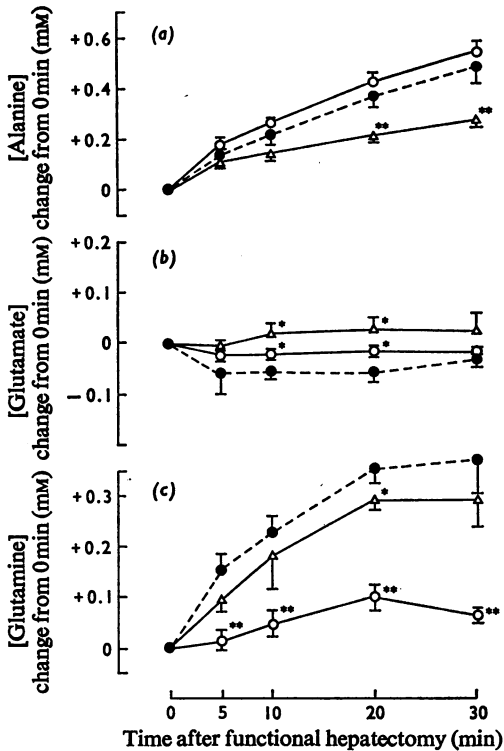 [Alanine]
change from 0 min (mM)
+0.6
+0.4
+0.2
0
(a)
**
**
[Glutamate]
change from 0 min (mM)
+0.2
+0.1
0
−0.1
(b)
*
*
*
*
[Glutamine]
change from 0 min (mM)
+0.3
+0.2
+0.1
0
(c)
*
**
**
**
**
0 5 10 20 30
Time after functional hepatectomy (min)